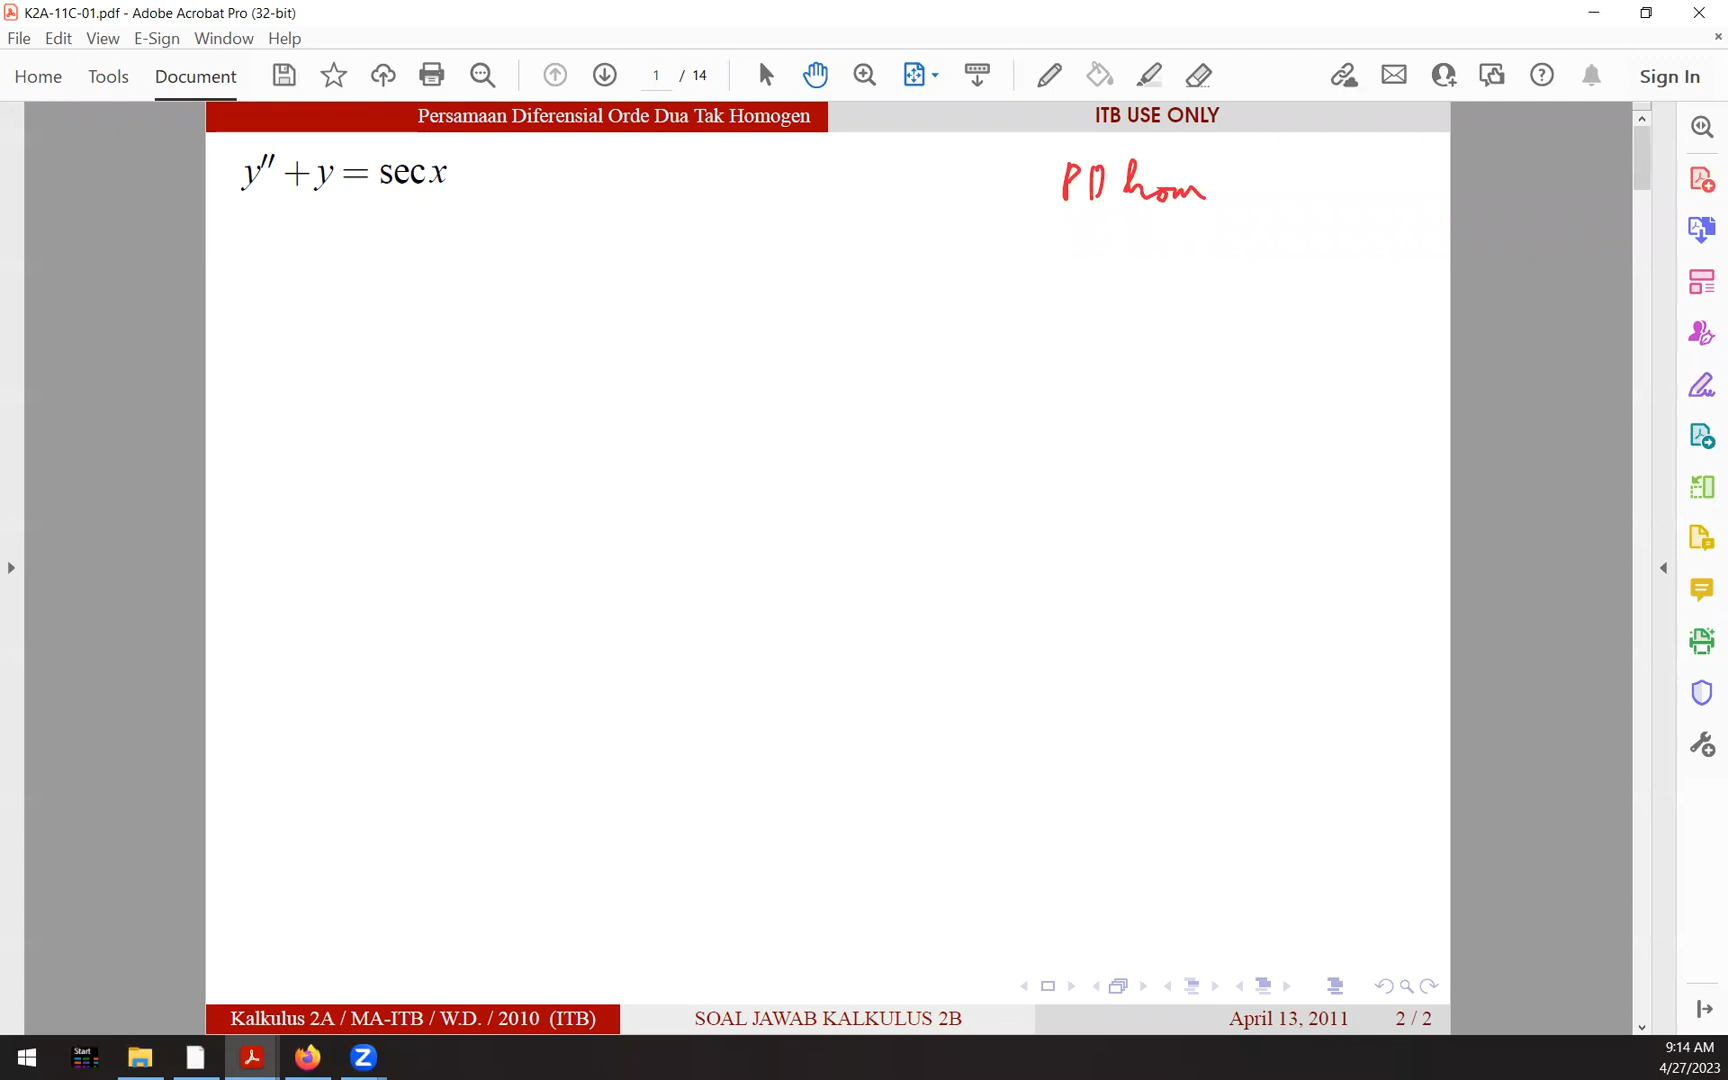 K2A-11C-01.pdf - Adobe Acrobat Pro (32-bit)
File Edit View E-Sign Window Help
Home Tools Document 1 / 14 Sign In
Persamaan Diferensial Orde Dua Tak Homogen ITB USE ONLY
y″ + y = sec x PD hom
Kalkulus 2A / MA-ITB / W.D. / 2010 (ITB) SOAL JAWAB KALKULUS 2B April 13, 2011 2 / 2
Start
9:14 AM
4/27/2023